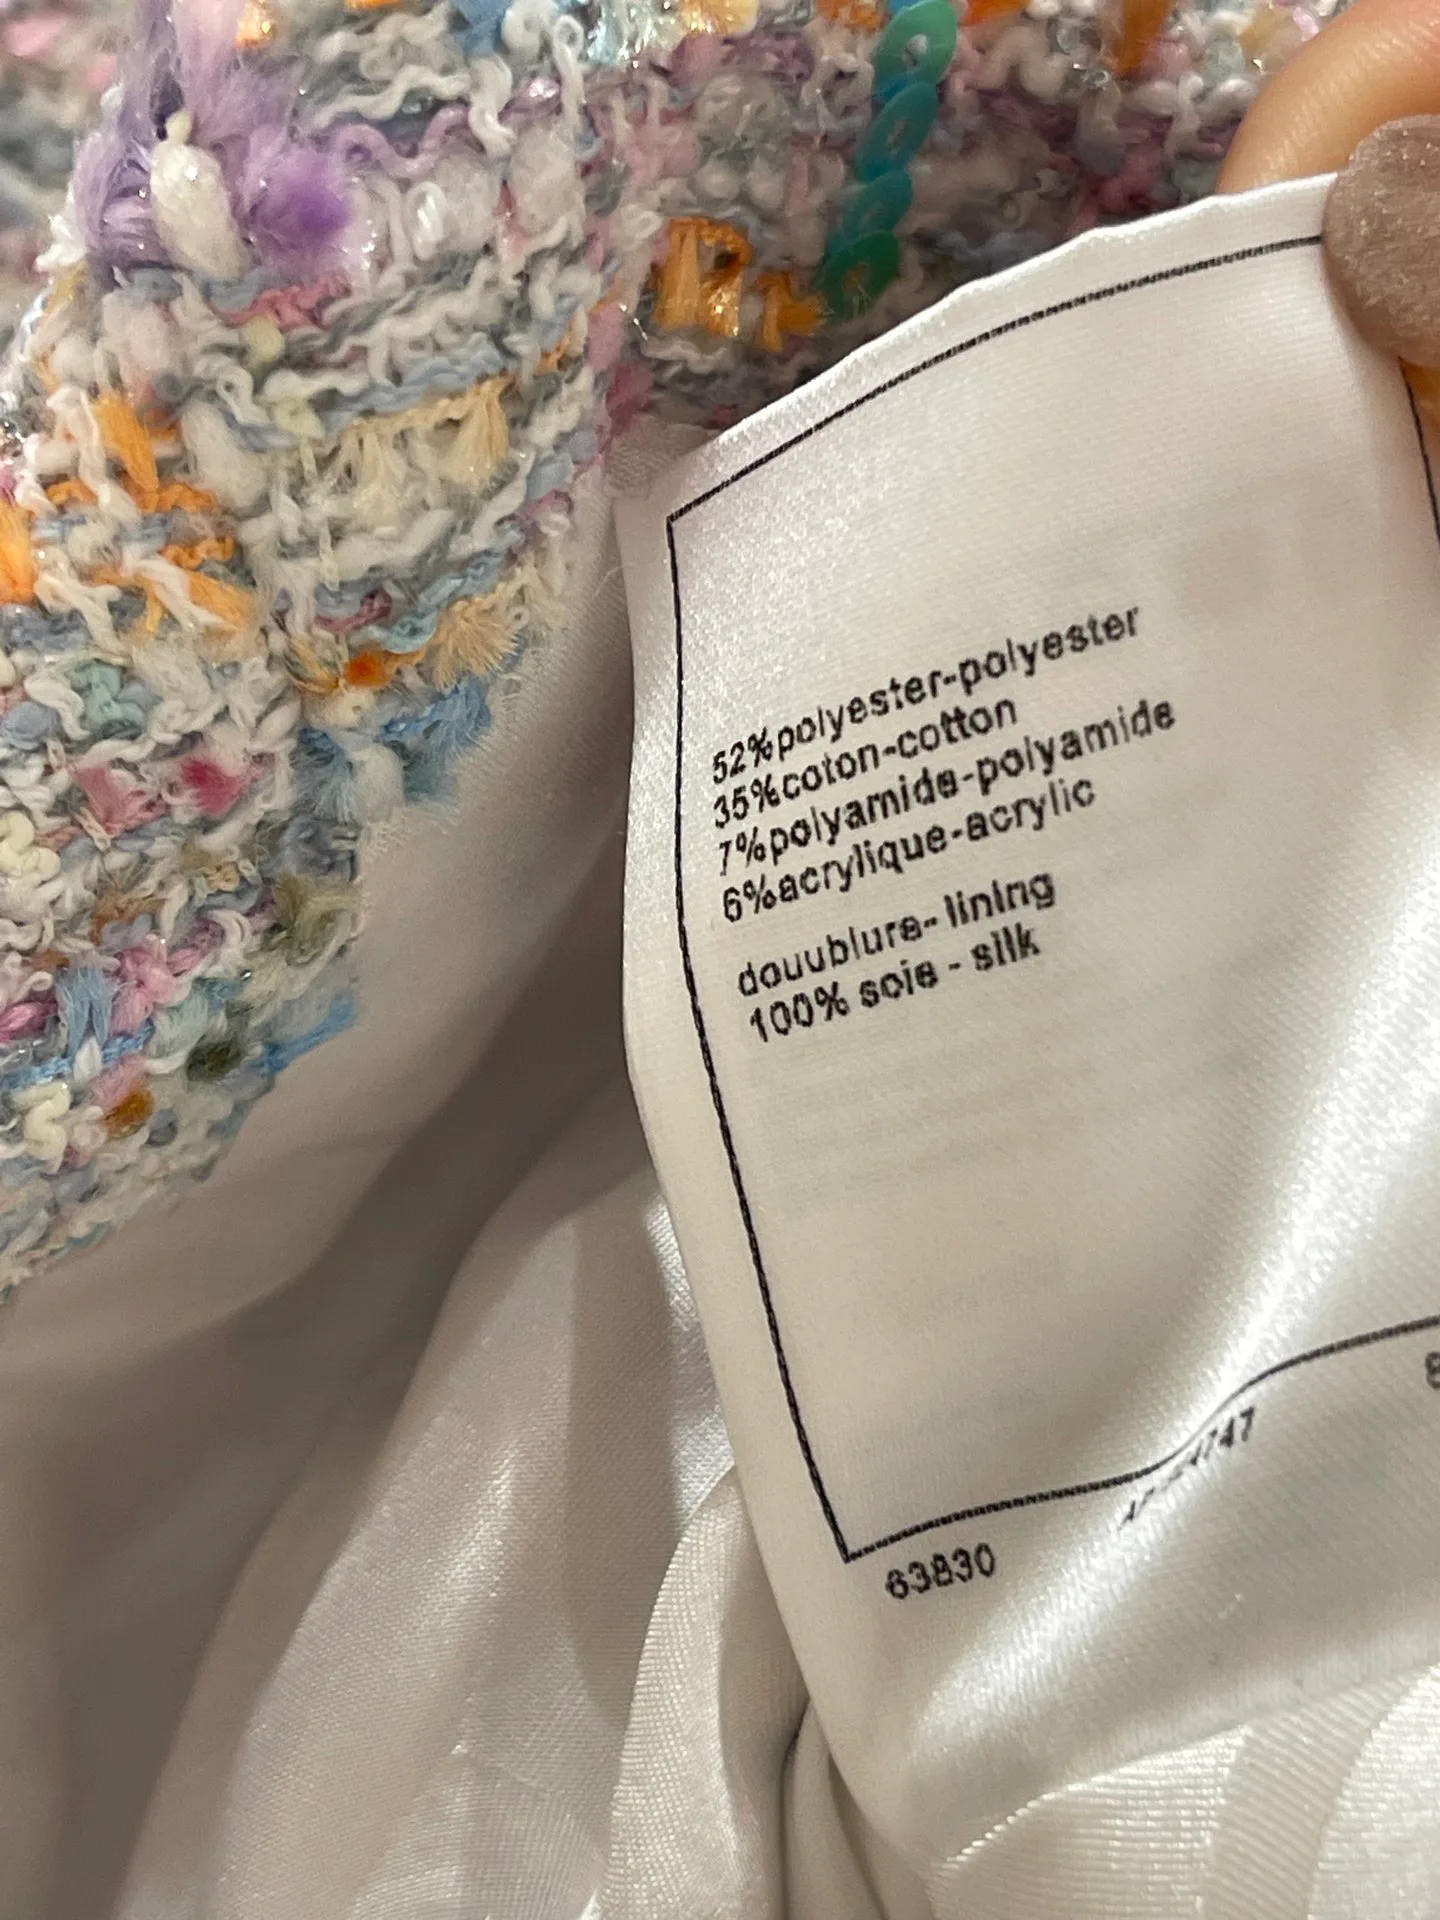 52%polyester-polyester
35%coton-cotton
7%polyamide-polyamide
6%acrylique-acrylic
douublure- lining
100% soie - silk
63830